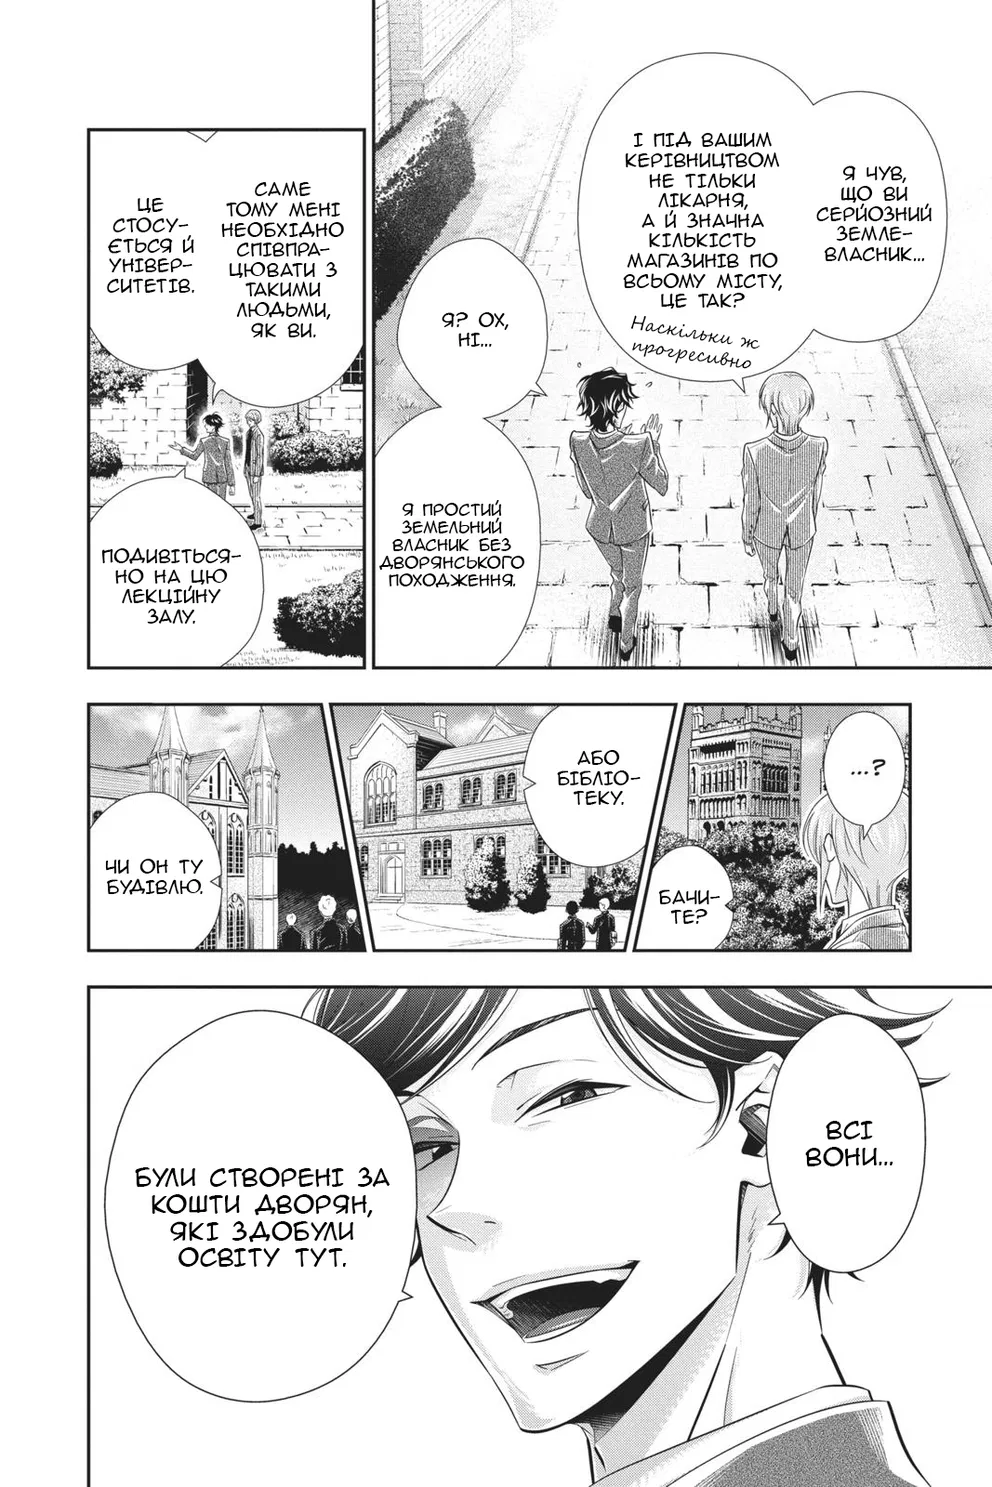 Я ЧУВ,
ЩО ВИ
СЕРЙОЗНИЙ
ЗЕМЛЕ-
ВЛАСНИК...
І ПІД ВАШИМ
КЕРІВНИЦТВОМ
НЕ ТІЛЬКИ
ЛІКАРНЯ,
А Й ЗНАЧНА
КІЛЬКІСТЬ
МАГАЗИНІВ ПО
ВСЬОМУ МІСТУ,
ЦЕ ТАК?
Наскільки ж
прогресивно
Я? ОХ,
НІ...
Я ПРОСТИЙ
ЗЕМЕЛЬНИЙ
ВЛАСНИК БЕЗ
ДВОРЯНСЬКОГО
ПОХОДЖЕННЯ.
САМЕ
ТОМУ МЕНІ
НЕОБХІДНО
СПІВПРА-
ЦЮВАТИ З
ТАКИМИ
ЛЮДЬМИ,
ЯК ВИ.
ЦЕ
СТОСУ-
ЄТЬСЯ Й
УНІВЕР-
СИТЕТІВ.
ПОДИВІТЬСЯ-
НО НА ЦЮ
ЛЕКЦІЙНУ
ЗАЛУ.
...?
БАЧИ-
ТЕ?
АБО
БІБЛІО-
ТЕКУ.
ЧИ ОН ТУ
БУДІВЛЮ.
ВСІ
ВОНИ...
БУЛИ СТВОРЕНІ ЗА
КОШТИ ДВОРЯН,
ЯКІ ЗДОБУЛИ
ОСВІТУ ТУТ.